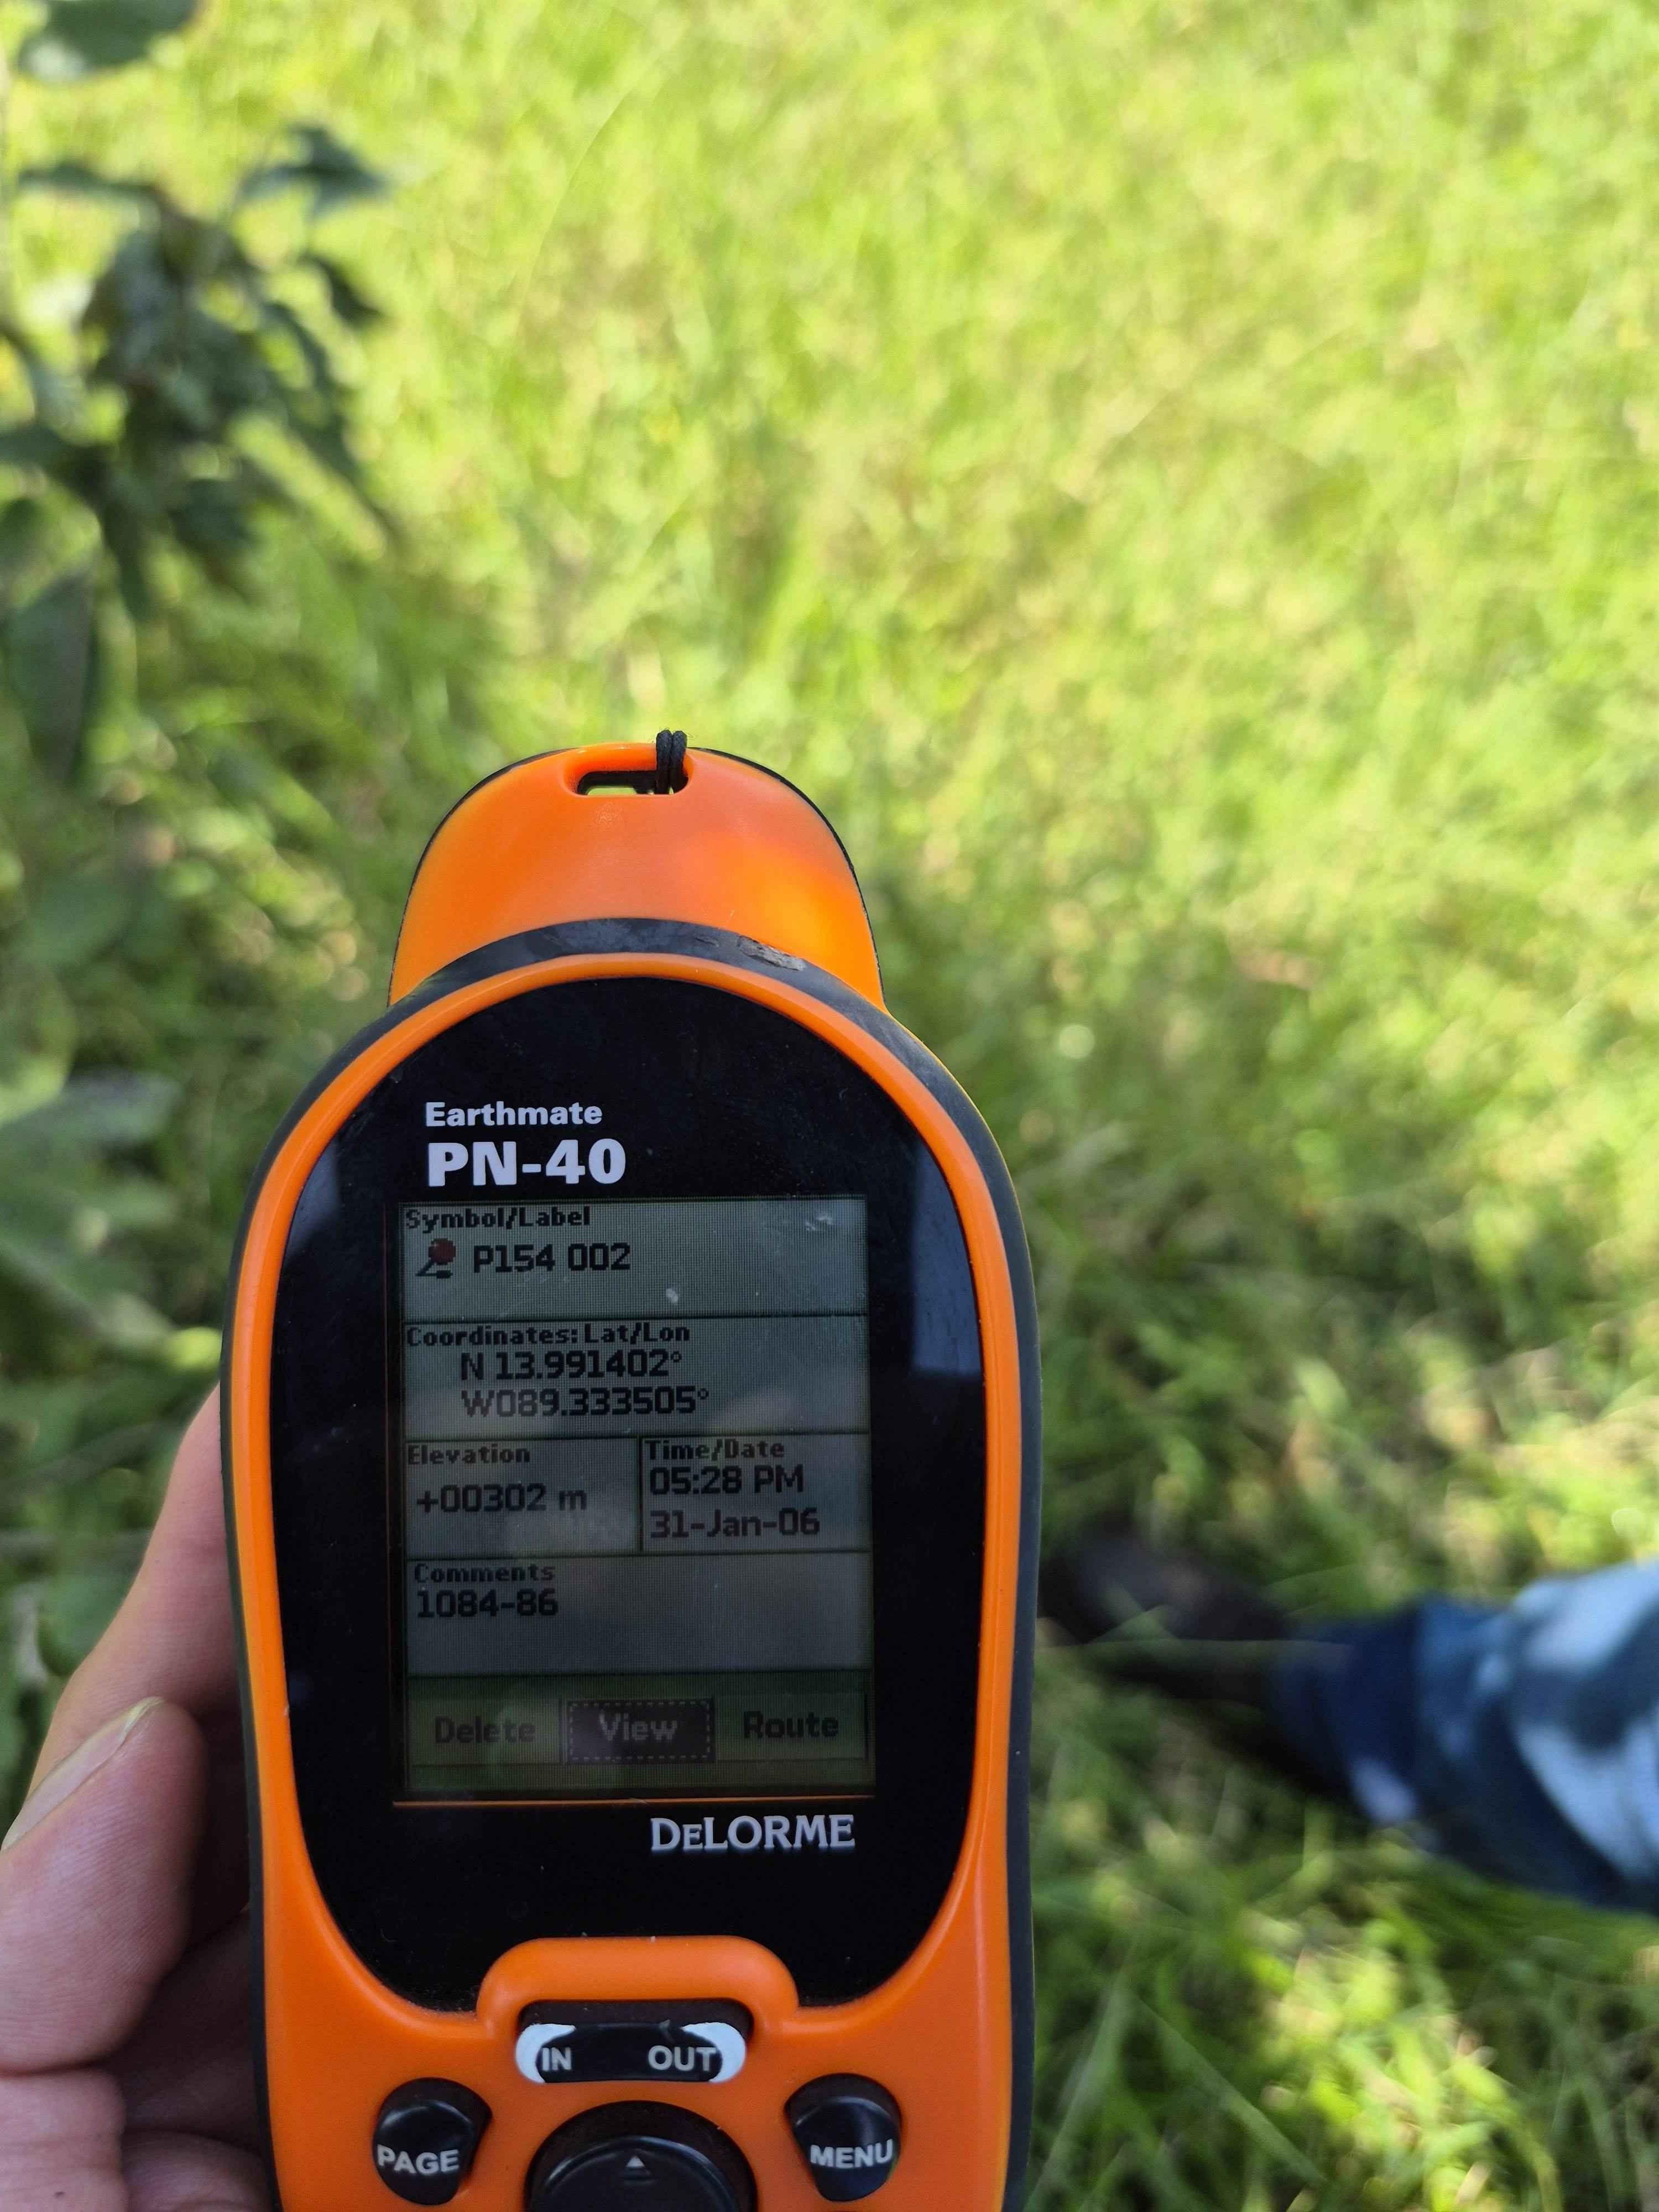 Earthmate
PN-40
Symbol/Label
P154 002
Coordinates: Lat/Lon
N 13.991402°
W089.333505°
Elevation
+00302 m
Time/Date
05:28 PM
31-Jan-06
Comments
1084-86
Delete View Route
DELORME
IN OUT
PAGE MENU